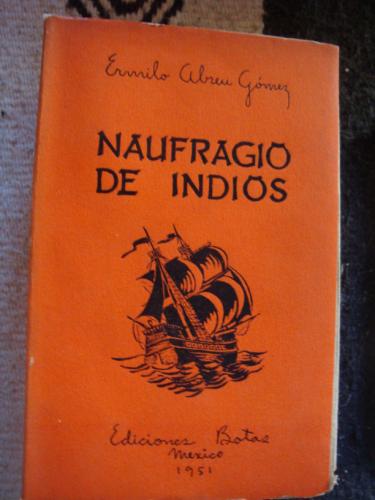 Ermilo Abreu Gómez
NAUFRAGIO
DE INDIOS
Ediciones Botas
Mexico
1951